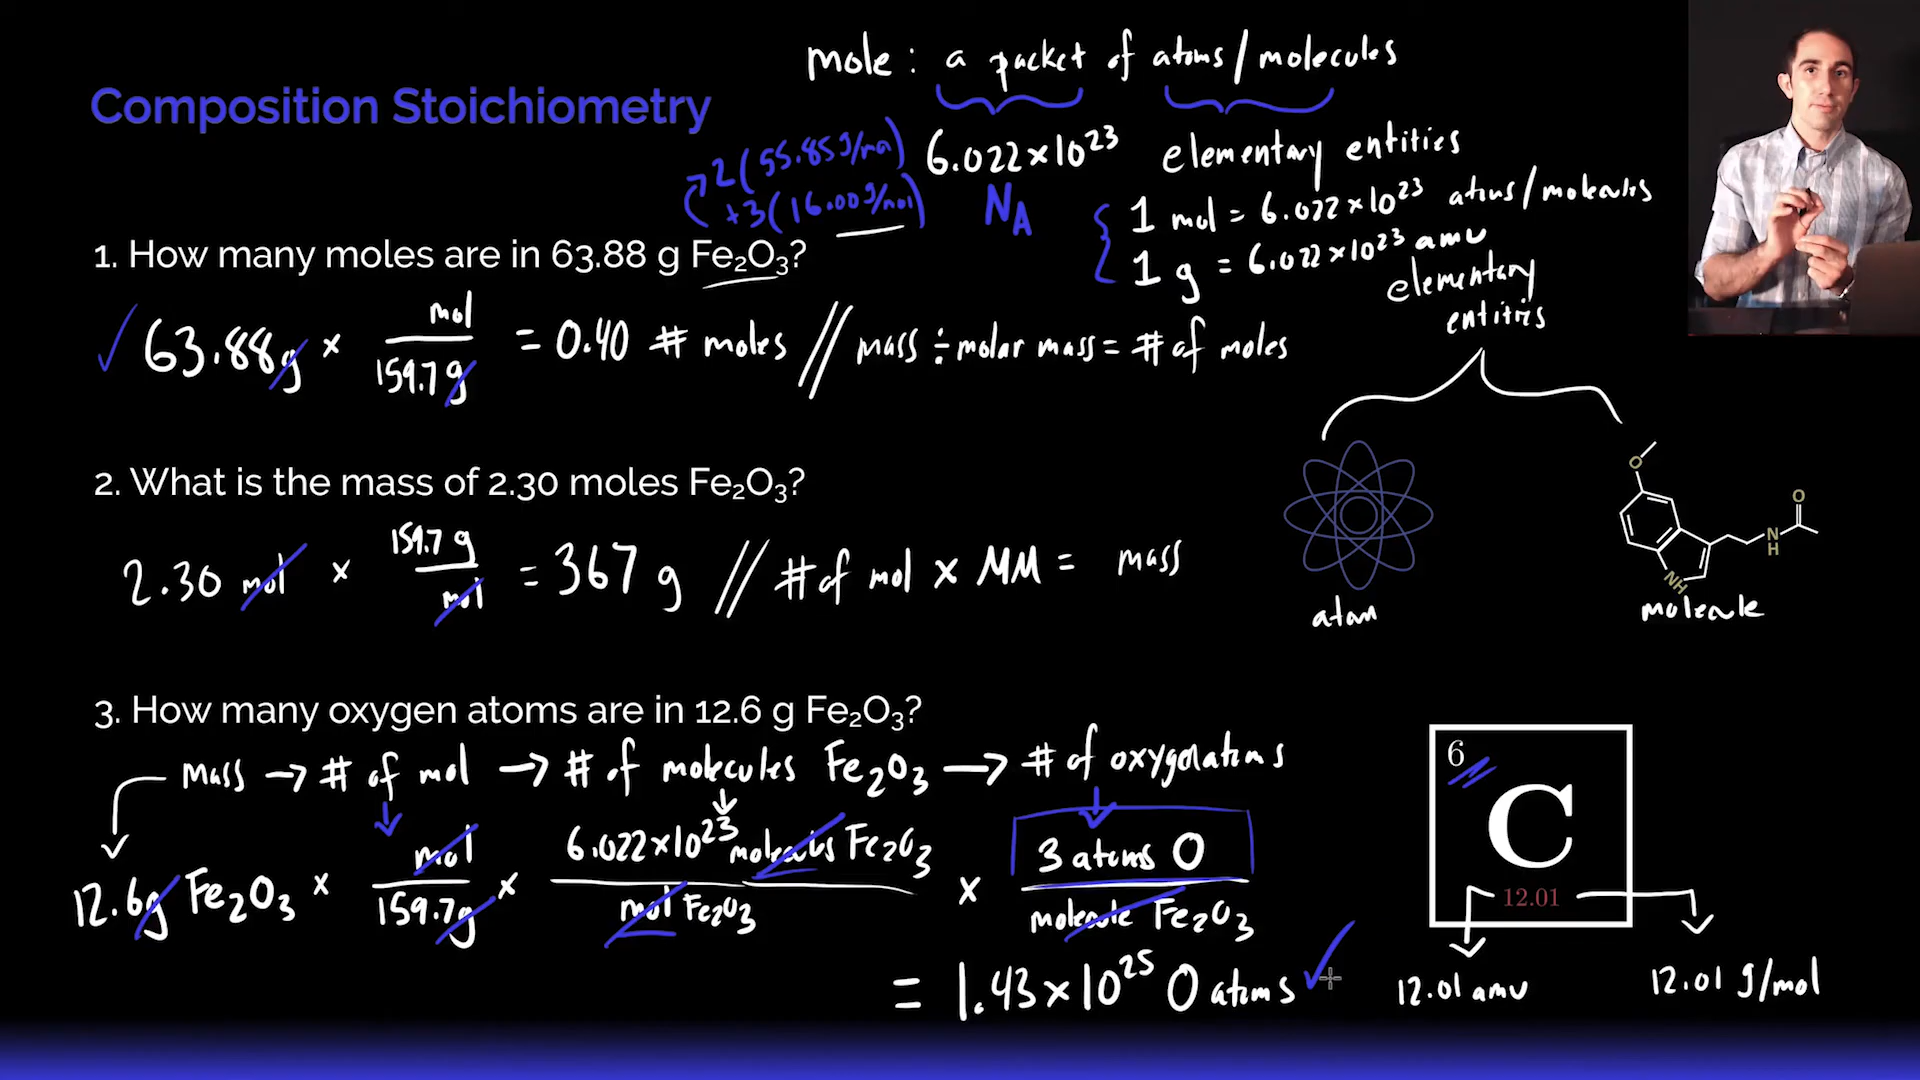 mole: a packet of atoms/molecules
Composition Stoichiometry
2(55.85g/mol)
+3(16.00g/mol)
6.022×10²³
N_A
elementary entities
{ 1 mol = 6.022×10²³ atoms/molecules
1 g = 6.022×10²³ amu
1. How many moles are in 63.88 g Fe₂O₃?
elementary
entities
✓ 63.88g × mol/159.7g = 0.40 # moles // mass ÷ molar mass = # of moles
2. What is the mass of 2.30 moles Fe₂O₃?
2.30 mol × 159.7 g/mol = 367 g // # of mol × MM = mass
O
O
N
H
NH
atom
molecule
3. How many oxygen atoms are in 12.6 g Fe₂O₃?
mass → # of mol → # of molecules Fe₂O₃ → # of oxygen atoms
12.6g Fe₂O₃ × mol/159.7g × 6.022×10²³ molecules Fe₂O₃/mol Fe₂O₃ × 3 atoms O/molecule Fe₂O₃
= 1.43×10²⁵ O atoms ✓
6
C
12.01
12.01 amu
12.01 g/mol